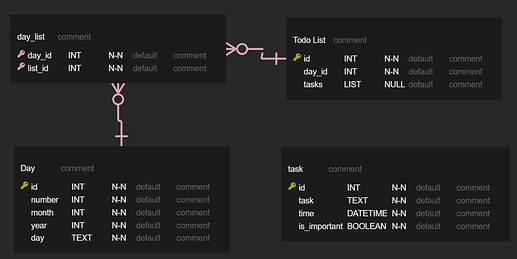 day_list comment
day_id INT N-N default comment
list_id INT N-N default comment
Todo List comment
id INT N-N default comment
day_id INT N-N default comment
tasks LIST NULL default comment
Day comment
id INT N-N default comment
number INT N-N default comment
month INT N-N default comment
year INT N-N default comment
day TEXT N-N default comment
task comment
id INT N-N default comment
task TEXT N-N default comment
time DATETIME N-N default comment
is_important BOOLEAN N-N default comment